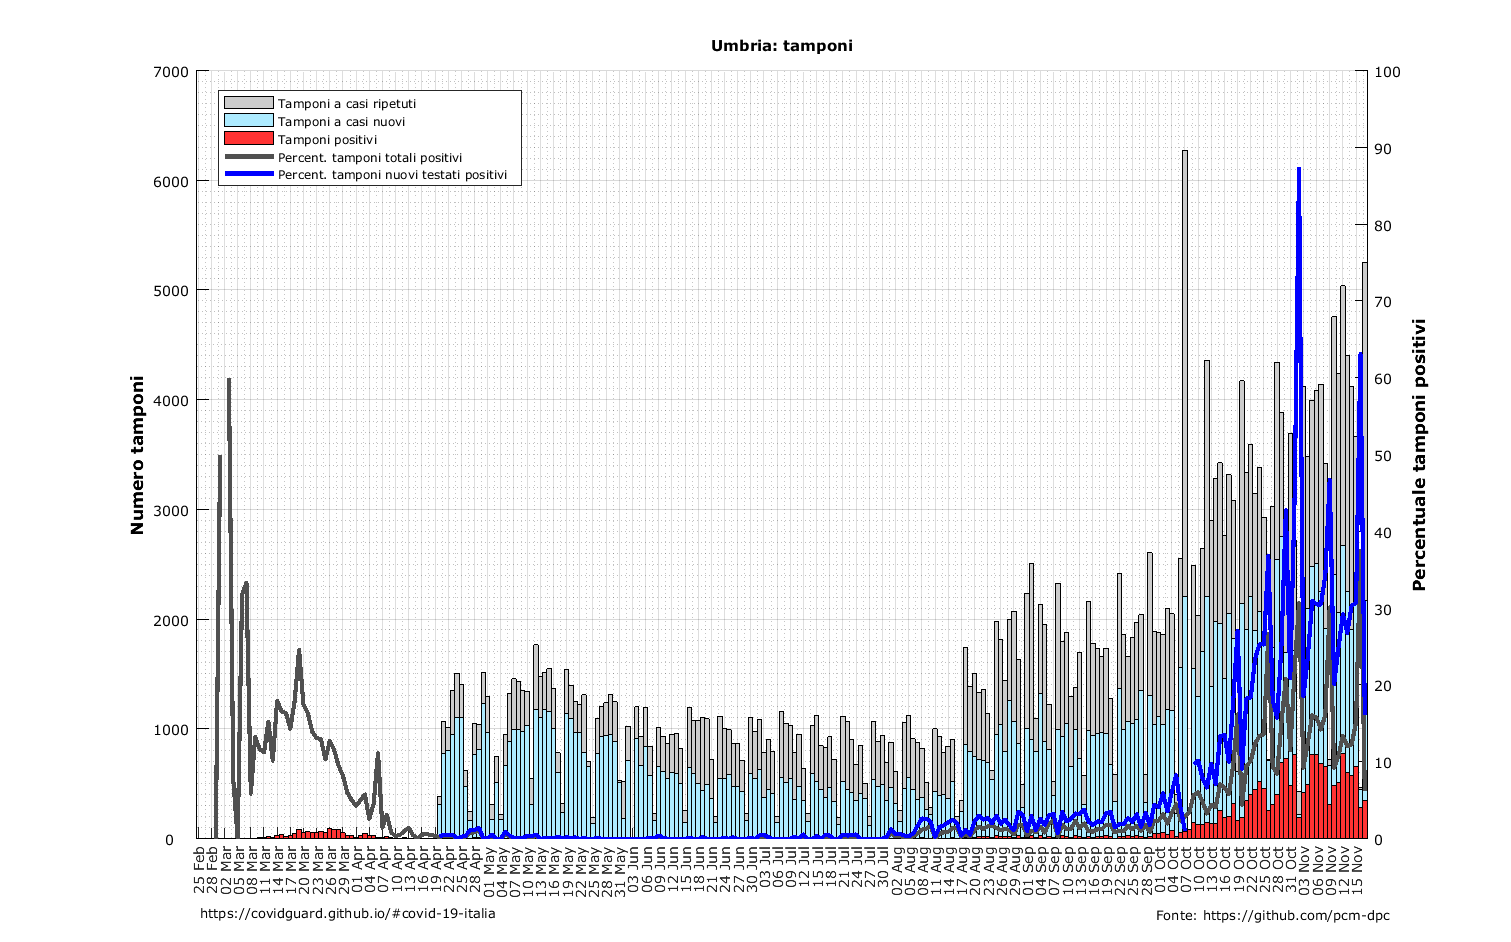 Umbria: tamponi
7000
6000
5000
4000
3000
2000
1000
0
Numero tamponi
Tamponi a casi ripetuti
Tamponi a casi nuovi
Tamponi positivi
Percent. tamponi totali positivi
Percent. tamponi nuovi testati positivi
100
90
80
70
60
50
40
30
20
10
0
Percentuale tamponi positivi
25 Feb
28 Feb
02 Mar
05 Mar
08 Mar
11 Mar
14 Mar
17 Mar
20 Mar
23 Mar
26 Mar
29 Mar
01 Apr
04 Apr
07 Apr
10 Apr
13 Apr
16 Apr
19 Apr
22 Apr
25 Apr
28 Apr
01 May
04 May
07 May
10 May
13 May
16 May
19 May
22 May
25 May
28 May
31 May
03 Jun
06 Jun
09 Jun
12 Jun
15 Jun
18 Jun
21 Jun
24 Jun
27 Jun
30 Jun
03 Jul
06 Jul
09 Jul
12 Jul
15 Jul
18 Jul
21 Jul
24 Jul
27 Jul
30 Jul
02 Aug
05 Aug
08 Aug
11 Aug
14 Aug
17 Aug
20 Aug
23 Aug
26 Aug
29 Aug
01 Sep
04 Sep
07 Sep
10 Sep
13 Sep
16 Sep
19 Sep
22 Sep
25 Sep
28 Sep
01 Oct
04 Oct
07 Oct
10 Oct
13 Oct
16 Oct
19 Oct
22 Oct
25 Oct
28 Oct
31 Oct
03 Nov
06 Nov
09 Nov
12 Nov
15 Nov
https://covidguard.github.io/#covid-19-italia
Fonte: https://github.com/pcm-dpc